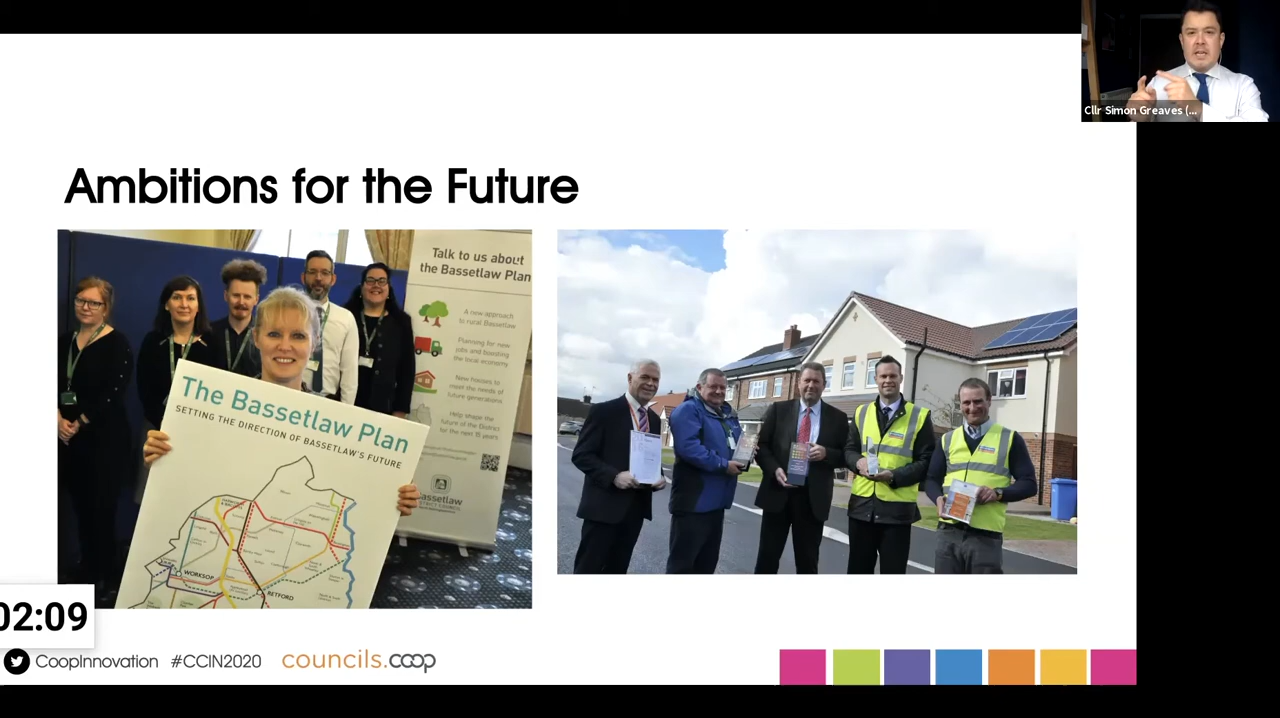 Cllr Simon Greaves (...
Ambitions for the Future
Talk to us about
the Bassetlaw Plan
A new approach
to rural Bassetlaw
Planning for new
jobs and boosting
the local economy
New houses to
meet the needs of
future generations
Help shape the
future of the District
for the next 15 years
Bassetlaw
DISTRICT COUNCIL
The Bassetlaw Plan
SETTING THE DIRECTION OF BASSETLAW'S FUTURE
WORKSOP
RETFORD
02:09
CoopInnovation #CCIN2020 councils.coop